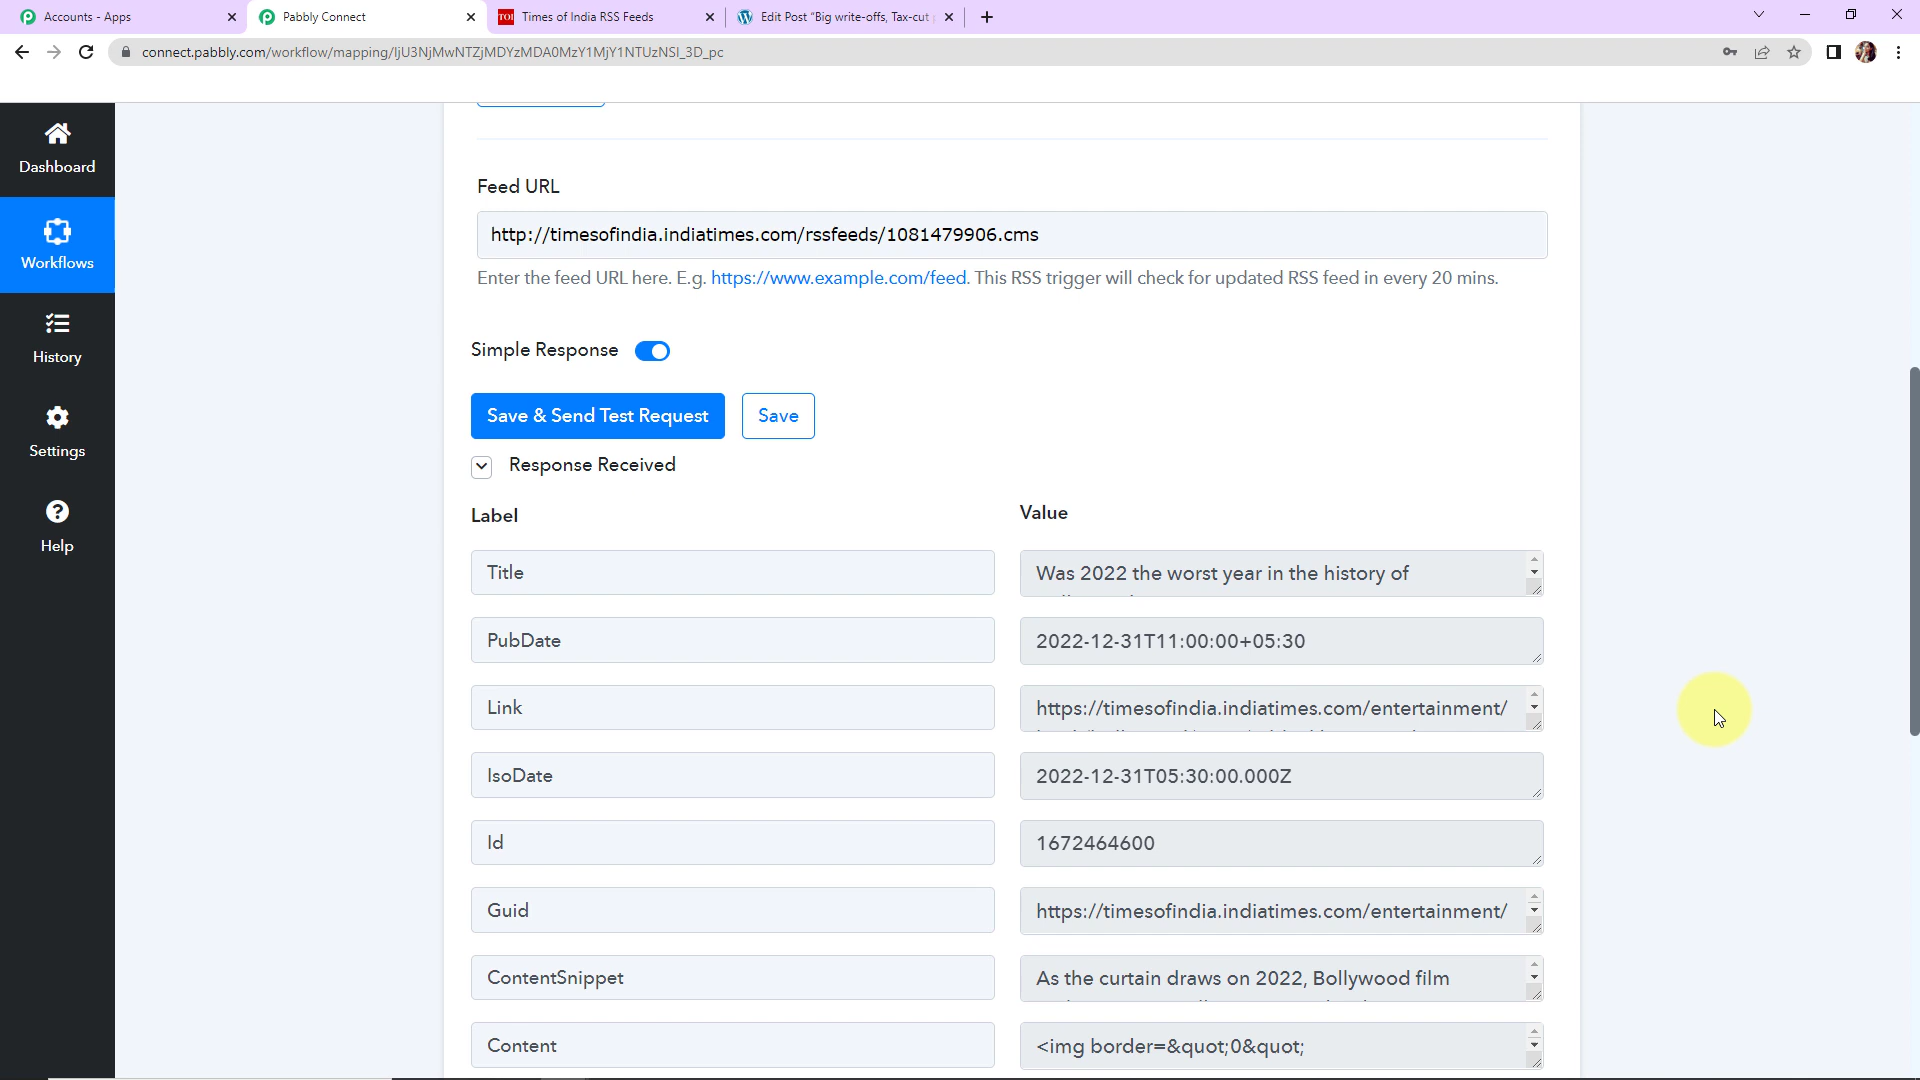 Accounts - Apps
Pabbly Connect
TOI
Times of India RSS Feeds
Edit Post "Big write-offs, Tax-cut
connect.pabbly.com/workflow/mapping/IjU3NjMwNTZjMDYzMDA0MzY1MjY1NTUzNSI_3D_pc
Dashboard
Workflows
History
Settings
Help
Feed URL
http://timesofindia.indiatimes.com/rssfeeds/1081479906.cms
Enter the feed URL here. E.g. https://www.example.com/feed. This RSS trigger will check for updated RSS feed in every 20 mins.
Simple Response
Save & Send Test Request
Save
Response Received
Label
Value
Title
Was 2022 the worst year in the history of
PubDate
2022-12-31T11:00:00+05:30
Link
https://timesofindia.indiatimes.com/entertainment/
IsoDate
2022-12-31T05:30:00.000Z
Id
1672464600
Guid
https://timesofindia.indiatimes.com/entertainment/
ContentSnippet
As the curtain draws on 2022, Bollywood film
Content
<img border=&quot;0&quot;